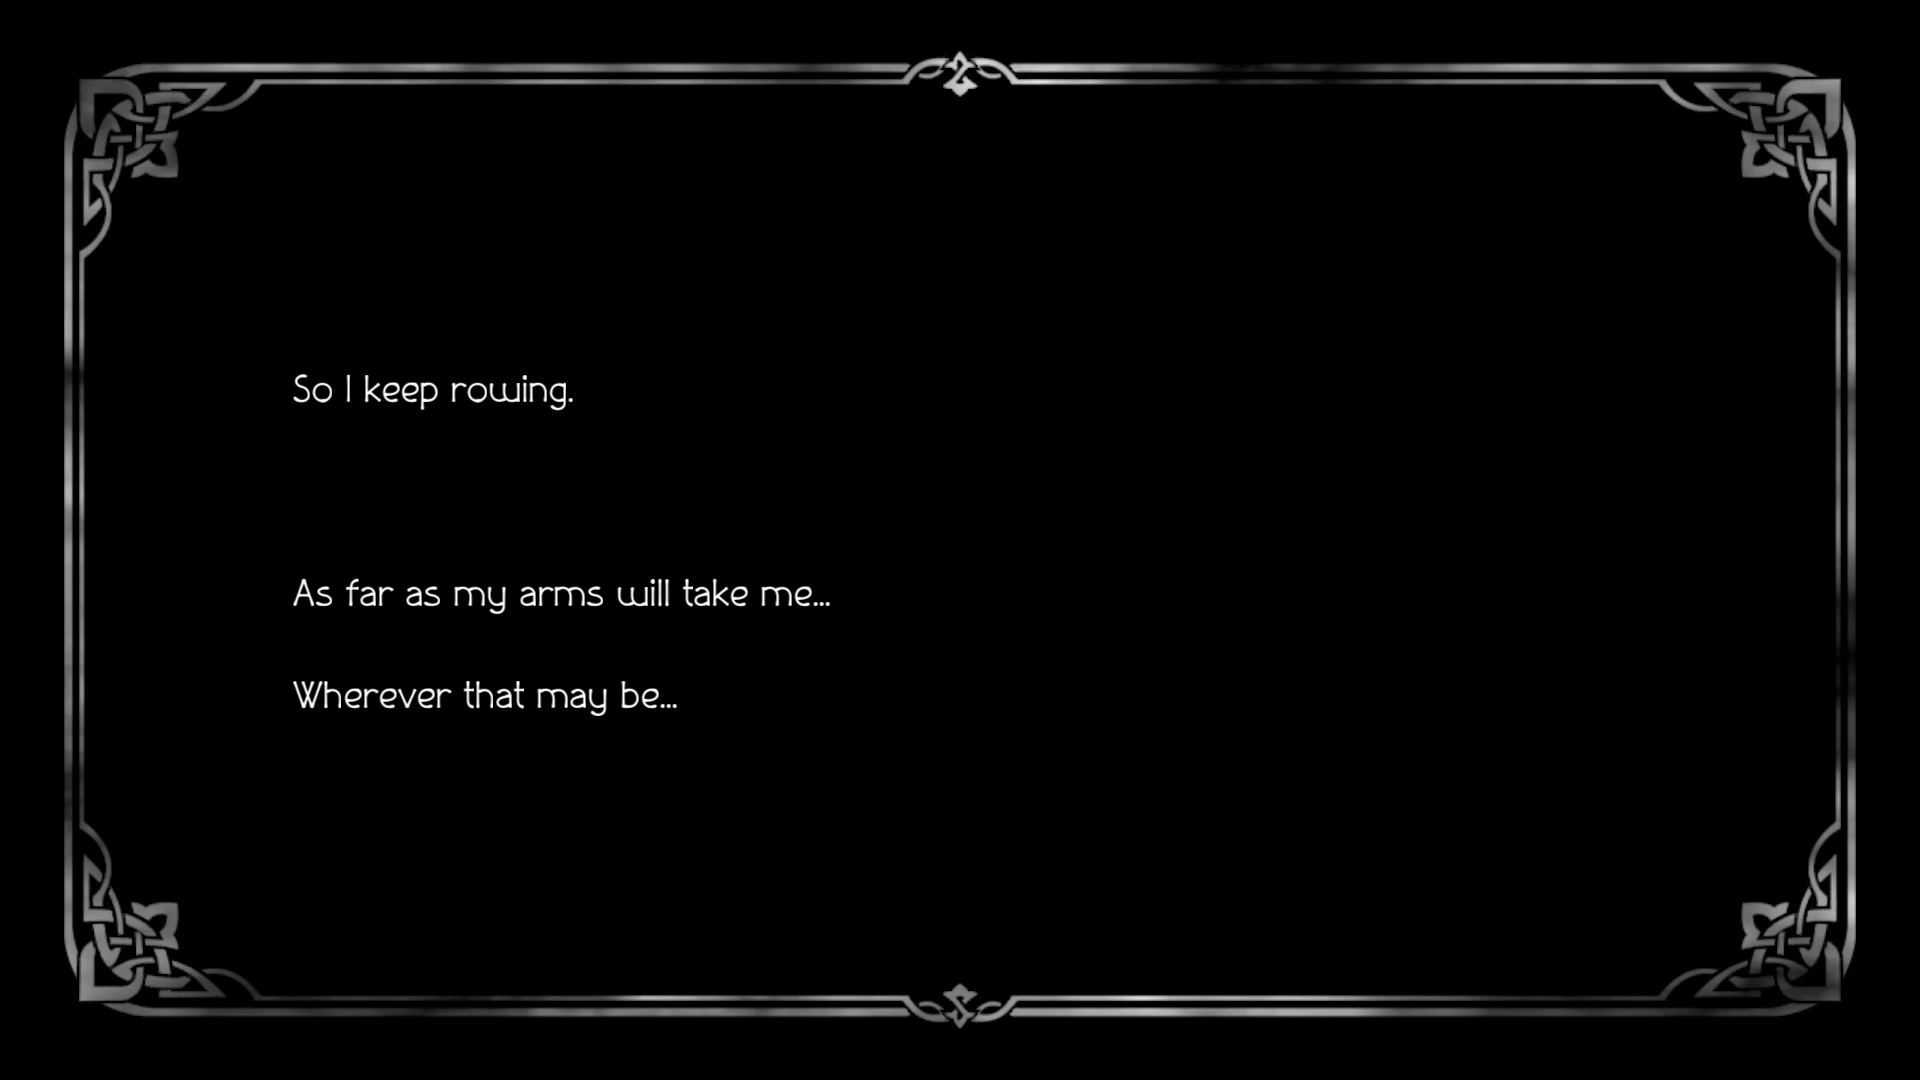 So I keep rowing.
As far as my arms will take me...
Wherever that may be...